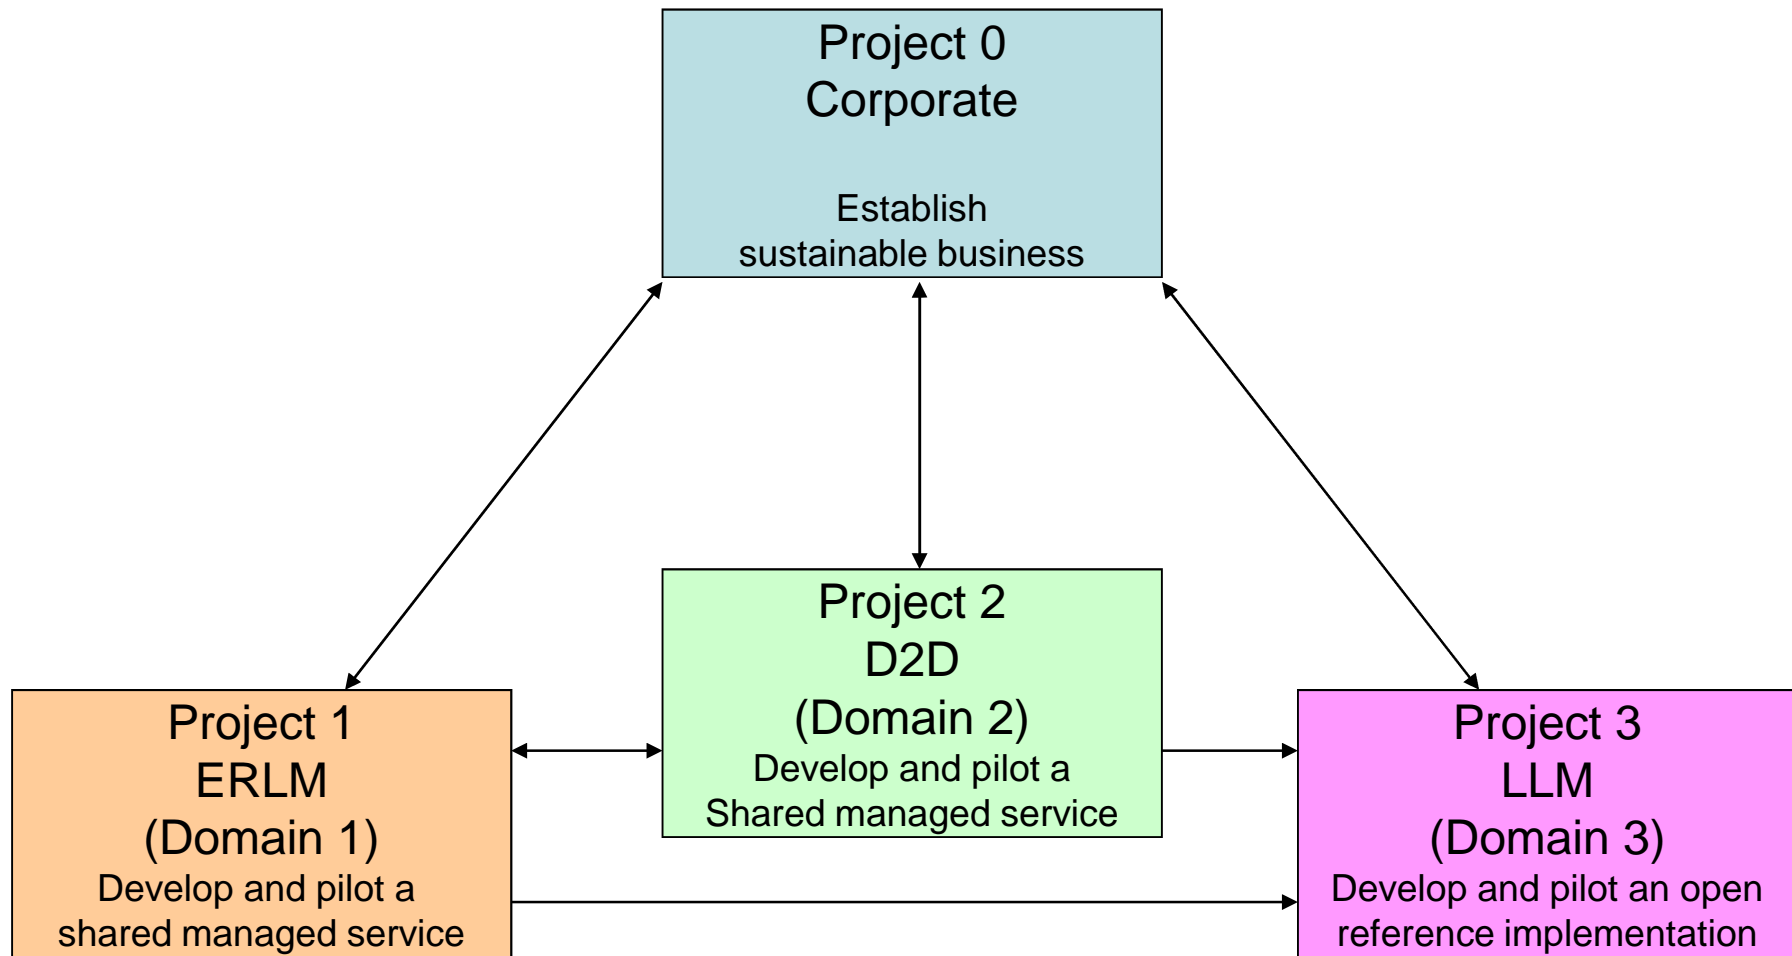 Project 0
Corporate
Establish
sustainable business
Project 2
D2D
(Domain 2)
Develop and pilot a
Shared managed service
Project 1
ERLM
(Domain 1)
Develop and pilot a
shared managed service
Project 3
LLM
(Domain 3)
Develop and pilot an open
reference implementation